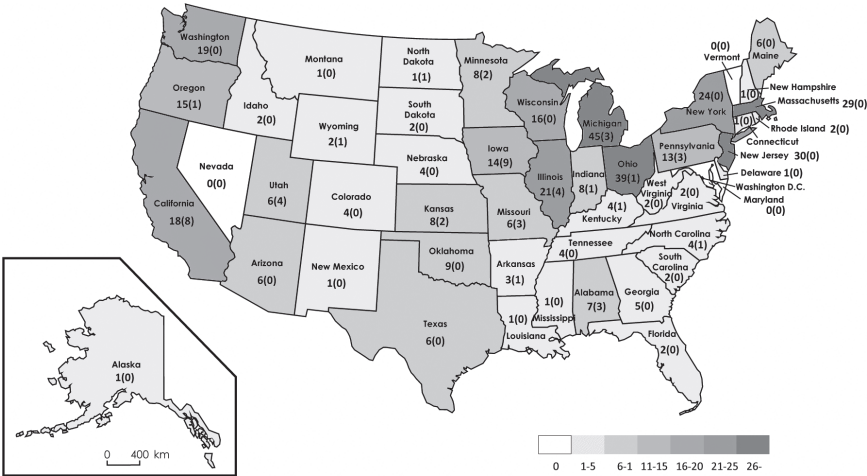 Washington
19(0)
Oregon
15(1)
California
18(8)
Nevada
0(0)
Idaho
2(0)
Montana
1(0)
Wyoming
2(1)
Utah
6(4)
Colorado
4(0)
Arizona
6(0)
New Mexico
1(0)
North
Dakota
1(1)
South
Dakota
2(0)
Nebraska
4(0)
Kansas
8(2)
Oklahoma
9(0)
Texas
6(0)
Minnesota
8(2)
Iowa
14(9)
Missouri
6(3)
Arkansas
3(1)
1(0)
Louisiana
Wisconsin
16(0)
Illinois
21(4)
Michigan
45(3)
Indiana
8(1)
Ohio
39(1)
4(1)
Kentucky
Tennessee
4(0)
1(0)
Mississippi
Alabama
7(3)
Georgia
5(0)
Florida
2(0)
South
Carolina
2(0)
North Carolina
4(1)
West
Virginia
2(0)
2(0)
Virginia
Pennsylvania
13(3)
24(0)
New York
0(0)
Vermont
6(0)
Maine
1(0)
New Hampshire
Massachusetts 29(0)
1(0)
Rhode Island 2(0)
Connecticut
New Jersey 30(0)
Delaware 1(0)
Washington D.C.
Maryland
0(0)
Alaska
1(0)
0 400 km
0 1-5 6-1 11-15 16-20 21-25 26-